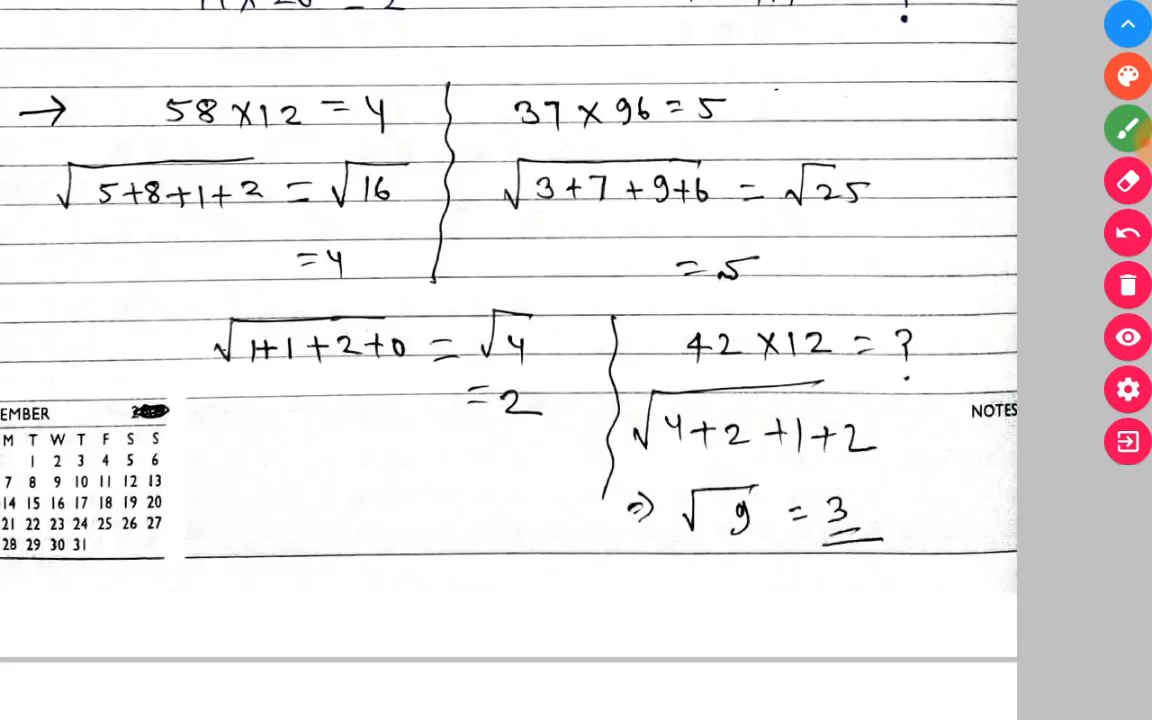 → 58 × 12 = 4
√5+8+1+2 = √16
= 4
37 × 96 = 5
√3+7+9+6 = √25
= 5
√1+1+2+0 = √4
= 2
42 × 12 = ?
√4+2+1+2
⇒ √9 = 3
EMBER
M T W T F S S
1 2 3 4 5 6
7 8 9 10 11 12 13
14 15 16 17 18 19 20
21 22 23 24 25 26 27
28 29 30 31
NOTES